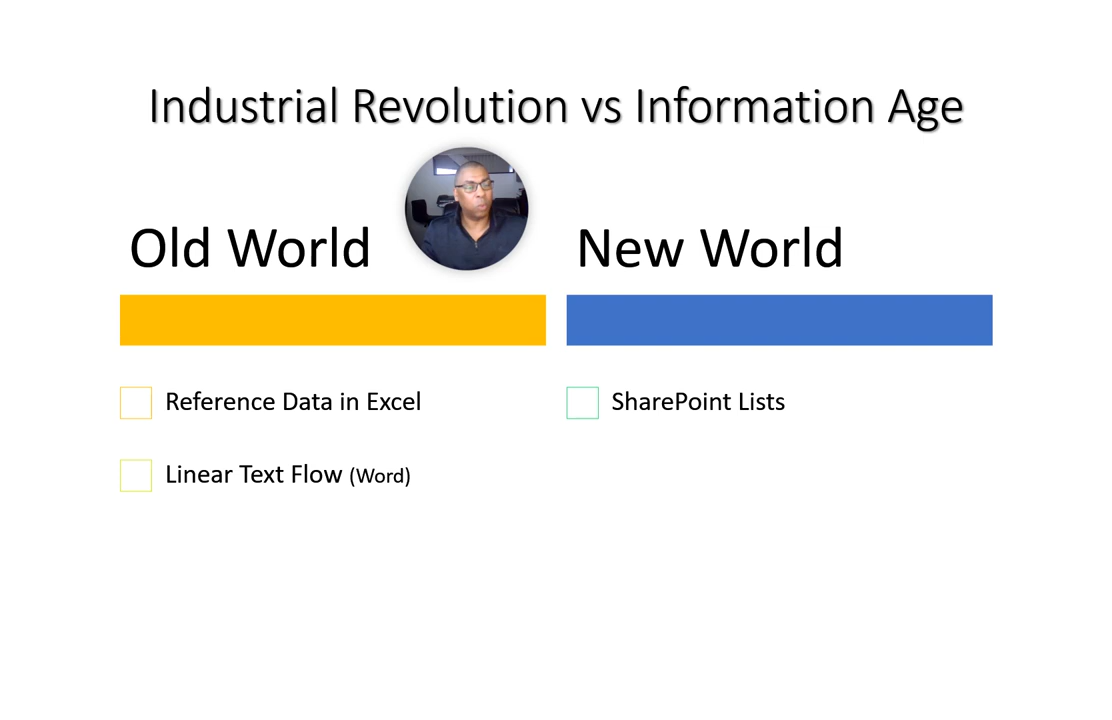 Industrial Revolution vs Information Age
Old World
New World
Reference Data in Excel
SharePoint Lists
Linear Text Flow (Word)